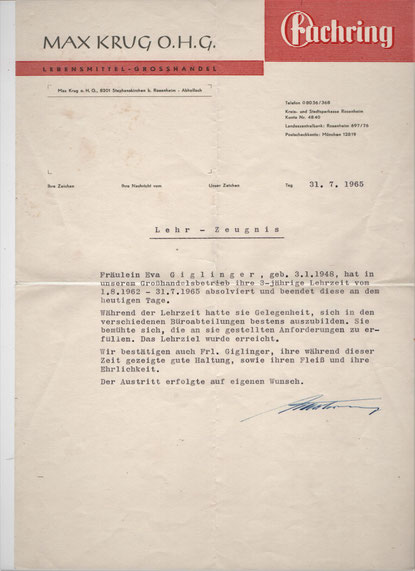 MAX KRUG O.H.G.
Fachring
LEBENSMITTEL-GROSSHANDEL
Max Krug o. H. G., 8201 Stephanskirchen b. Rosenheim - Abholfach
Telefon 08036/368
Kreis- und Stadtsparkasse Rosenheim
Konto Nr. 4840
Landeszentralbank: Rosenheim 897/76
Postscheckkonto: München
Ihre Zeichen
Ihre Nachricht vom
Unser Zeichen
Tag
31. 7. 1965
Lehr - Zeugnis
Fräulein Eva Giglinger, geb. 3.1.1948, hat in
unserem Großhandelsbetrieb ihre 3-jährige Lehrzeit vom
1.8.1962 - 31.7.1965 absolviert und beendet diese an dem
heutigen Tage.
Während der Lehrzeit hatte sie Gelegenheit, sich in den
verschiedenen Büroabteilungen bestens auszubilden. Sie
bemühte sich, die an sie gestellten Anforderungen zu er-
füllen. Das Lehrziel wurde erreicht.
Wir bestätigen auch Frl. Giglinger, ihre während dieser
Zeit gezeigte gute Haltung, sowie ihren Fleiß und ihre
Ehrlichkeit.
Der Austritt erfolgte auf eigenen Wunsch.